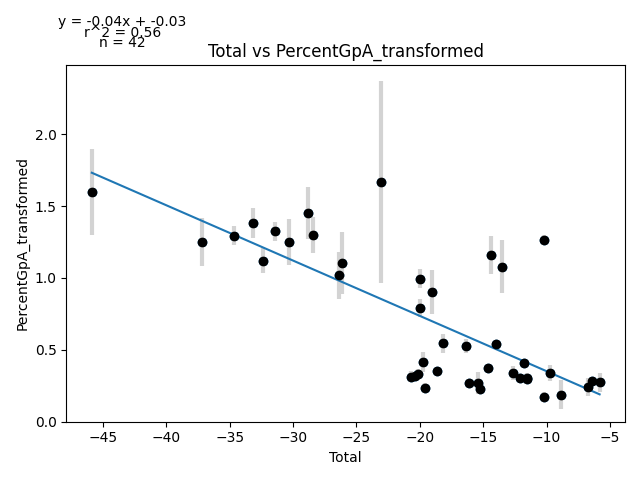 y = -0.04x + -0.03
r^2 = 0.56
n = 42
Total vs PercentGpA_transformed
PercentGpA_transformed
2.0
1.5
1.0
0.5
0.0
−45
−40
−35
−30
−25
−20
−15
−10
−5
Total